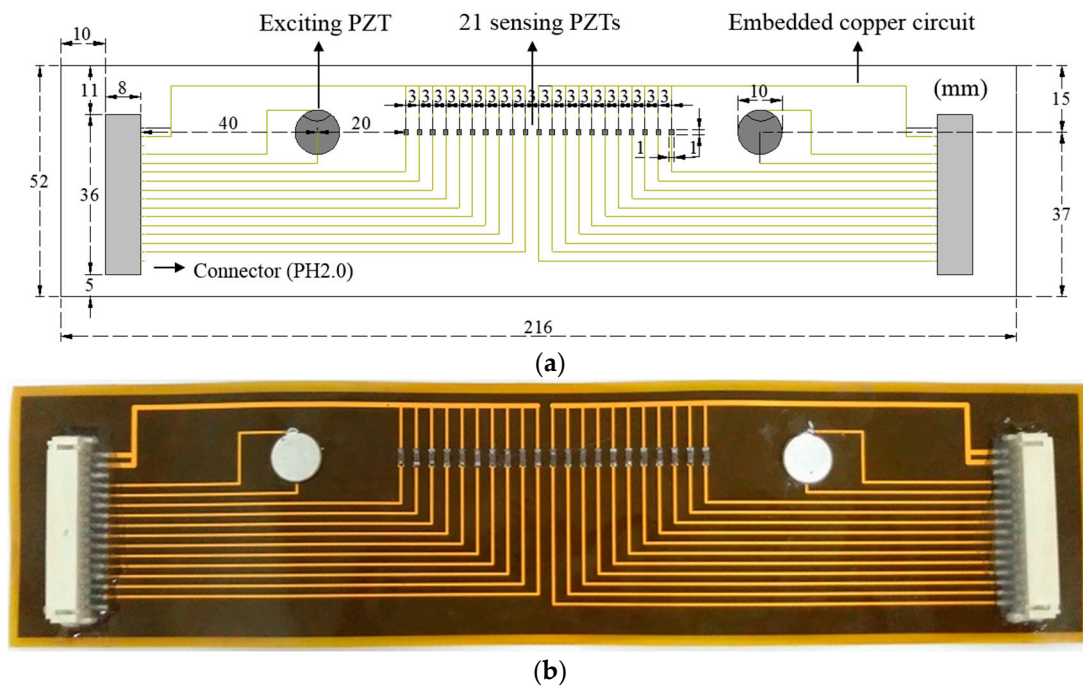 Exciting PZT
21 sensing PZTs
Embedded copper circuit
10
11
8
3 3 3 3 3 3 3 3 3 3 3 3 3 3 3 3 3 3 3 3
10
(mm)
15
40
20
1
1
52
36
37
Connector (PH2.0)
5
216
(a)
(b)